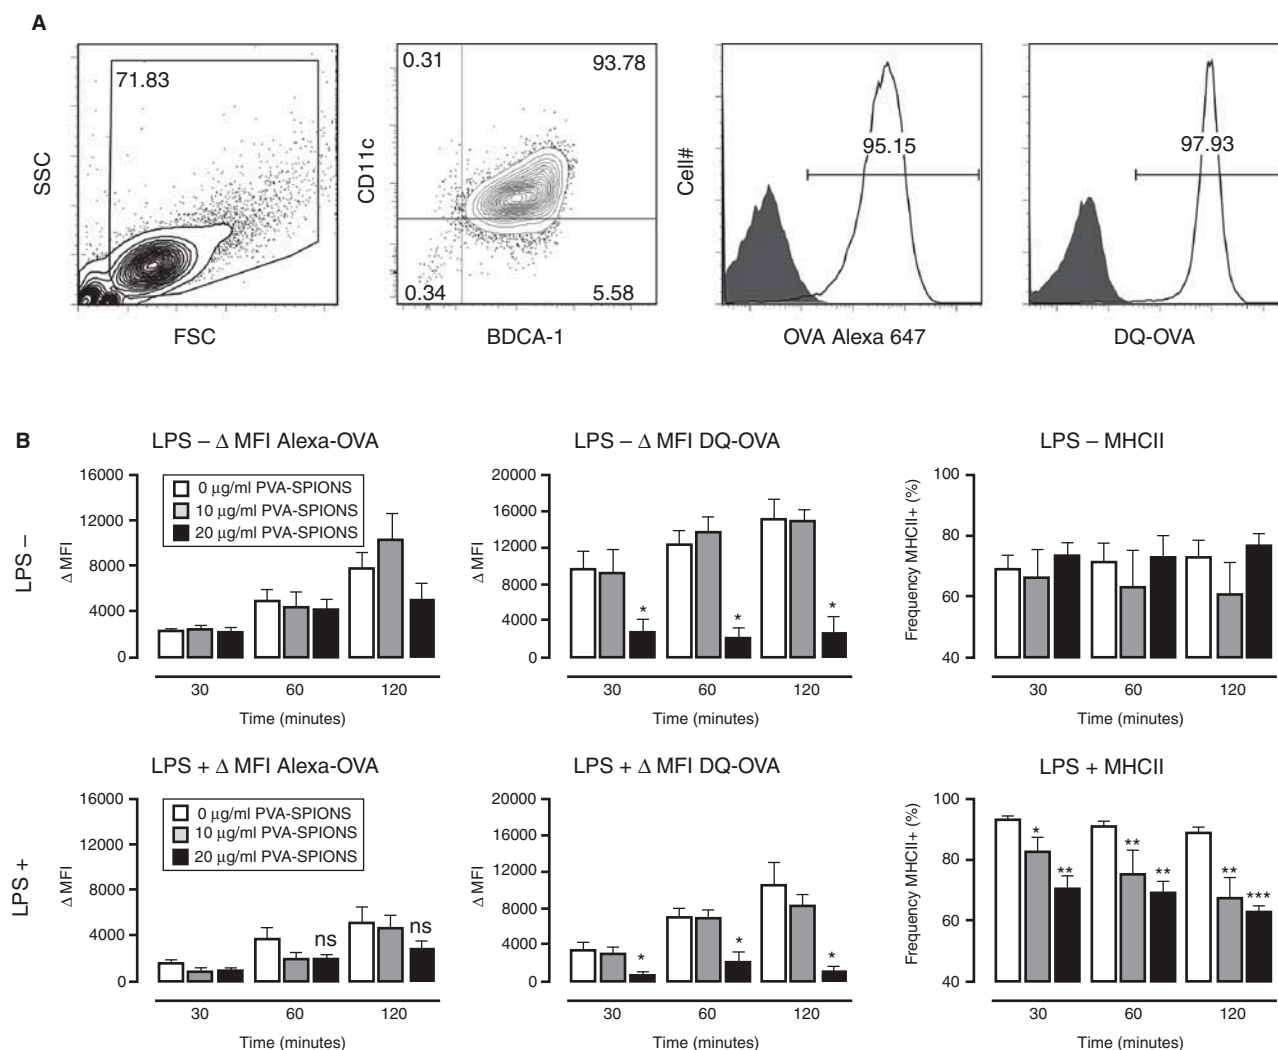 A
71.83
SSC
FSC
0.31
93.78
CD11c
0.34
5.58
BDCA-1
Cell#
95.15
OVA Alexa 647
97.93
DQ-OVA
B
LPS – Δ MFI Alexa-OVA
LPS – Δ MFI DQ-OVA
LPS – MHCII
LPS –
Δ MFI
16000
12000
8000
4000
0
0 µg/ml PVA-SPIONS
10 µg/ml PVA-SPIONS
20 µg/ml PVA-SPIONS
30
60
120
Time (minutes)
Δ MFI
20000
16000
12000
8000
4000
0
*
*
*
30
60
120
Time (minutes)
Frequency MHCII+ (%)
100
80
60
40
30
60
120
Time (minutes)
LPS + Δ MFI Alexa-OVA
LPS + Δ MFI DQ-OVA
LPS + MHCII
LPS +
Δ MFI
16000
12000
8000
4000
0
0 µg/ml PVA-SPIONS
10 µg/ml PVA-SPIONS
20 µg/ml PVA-SPIONS
ns
ns
30
60
120
Time (minutes)
Δ MFI
20000
16000
12000
8000
4000
0
*
*
*
30
60
120
Time (minutes)
Frequency MHCII+ (%)
100
80
60
40
*
**
**
**
**
***
30
60
120
Time (minutes)